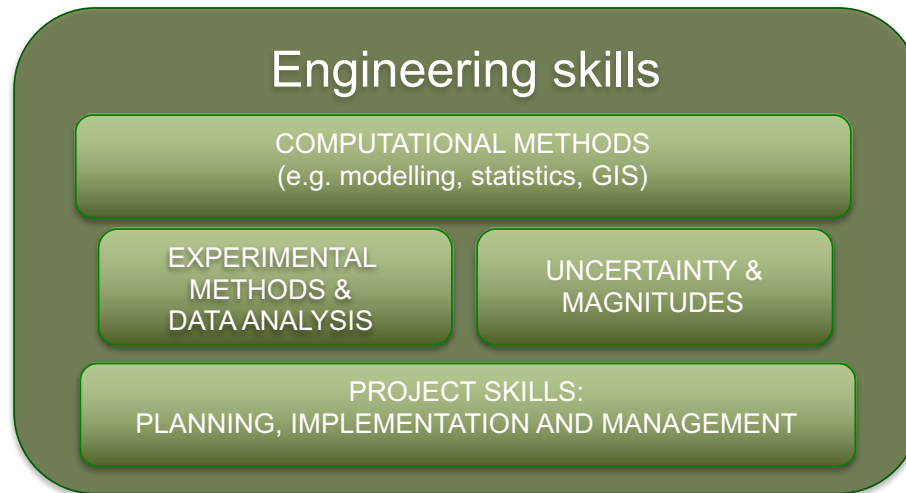 Engineering skills
COMPUTATIONAL METHODS
(e.g. modelling, statistics, GIS)
EXPERIMENTAL
METHODS &
DATA ANALYSIS
UNCERTAINTY &
MAGNITUDES
PROJECT SKILLS:
PLANNING, IMPLEMENTATION AND MANAGEMENT